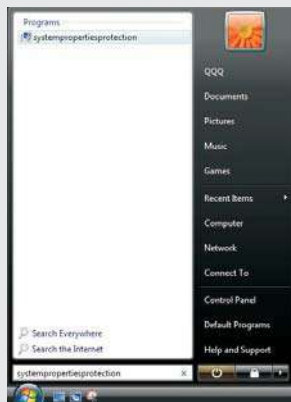 Programs
systempropertiesprotection
QQQ
Documents
Pictures
Music
Games
Recent Items
Computer
Network
Connect To
Control Panel
Default Programs
Help and Support
Search Everywhere
Search the Internet
systempropertiesprotection